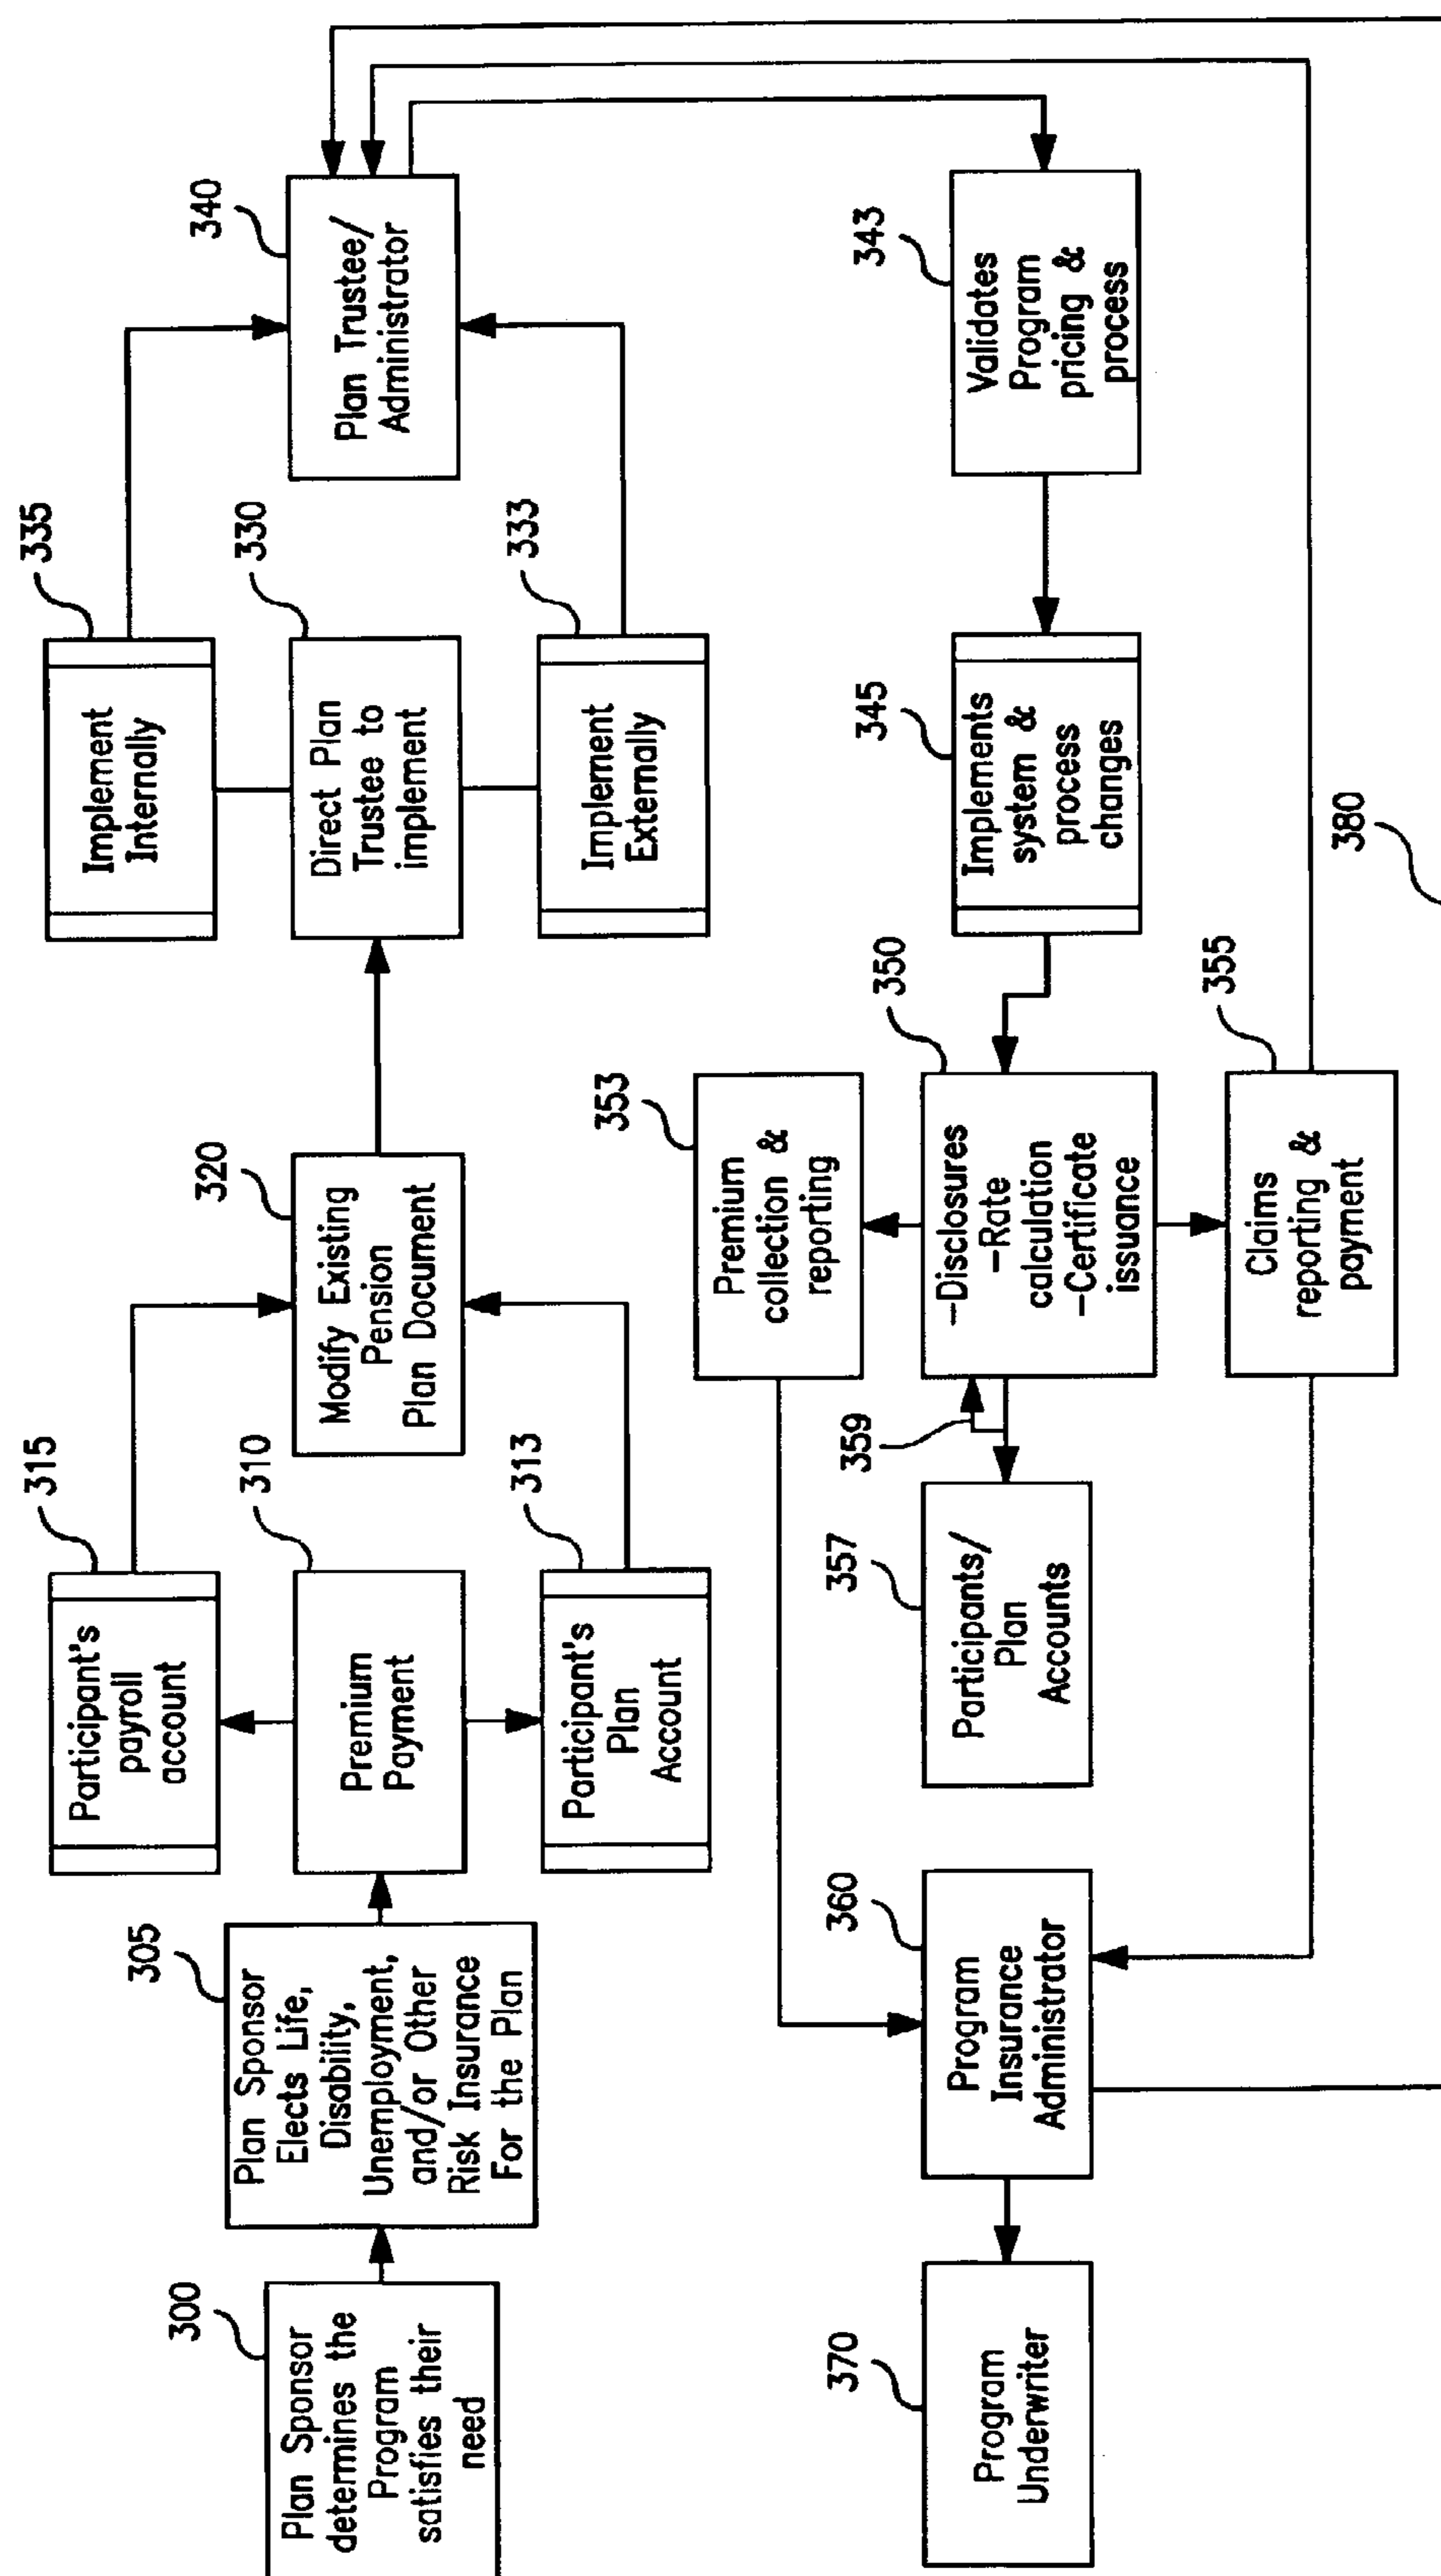 300
Plan Sponsor
determines the
Program
satisfies their
need
305
Plan Sponsor
Elects Life,
Disability,
Unemployment,
and/or Other
Risk Insurance
For the Plan
315
Participant's
payroll
account
310
Premium
Payment
313
Participant's
Plan
Account
320
Modify Existing
Pension
Plan Document
335
Implement
Internally
330
Direct Plan
Trustee to
implement
333
Implement
Externally
340
Plan Trustee/
Administrator
343
Validates
Program
pricing &
process
345
Implements
system &
process
changes
350
–Disclosures
–Rate
calculation
–Certificate
issuance
353
Premium
collection &
reporting
355
Claims
reporting &
payment
359
357
Participants/
Plan
Accounts
360
Program
Insurance
Administrator
370
Program
Underwriter
380